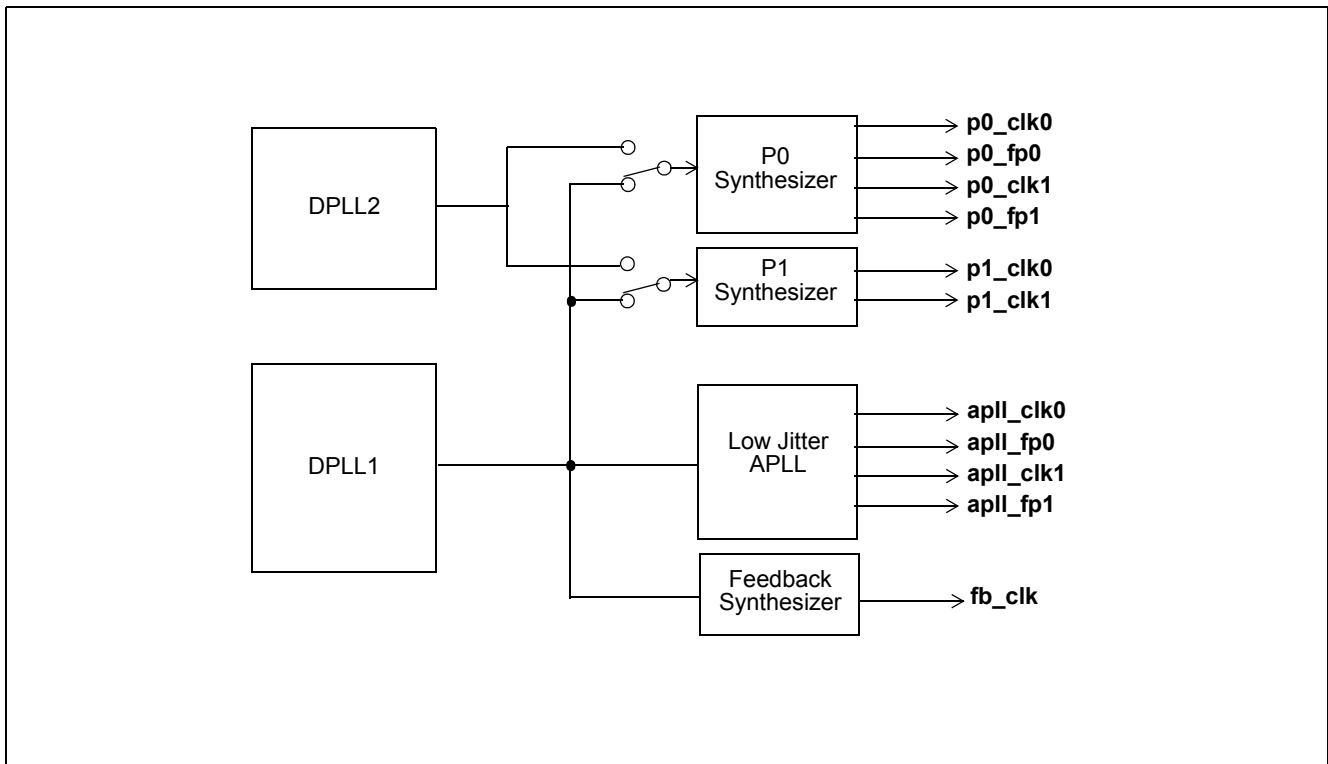 DPLL2
P0
Synthesizer
p0_clk0
p0_fp0
p0_clk1
p0_fp1
P1
Synthesizer
p1_clk0
p1_clk1
DPLL1
Low Jitter
APLL
apll_clk0
apll_fp0
apll_clk1
apll_fp1
Feedback
Synthesizer
fb_clk